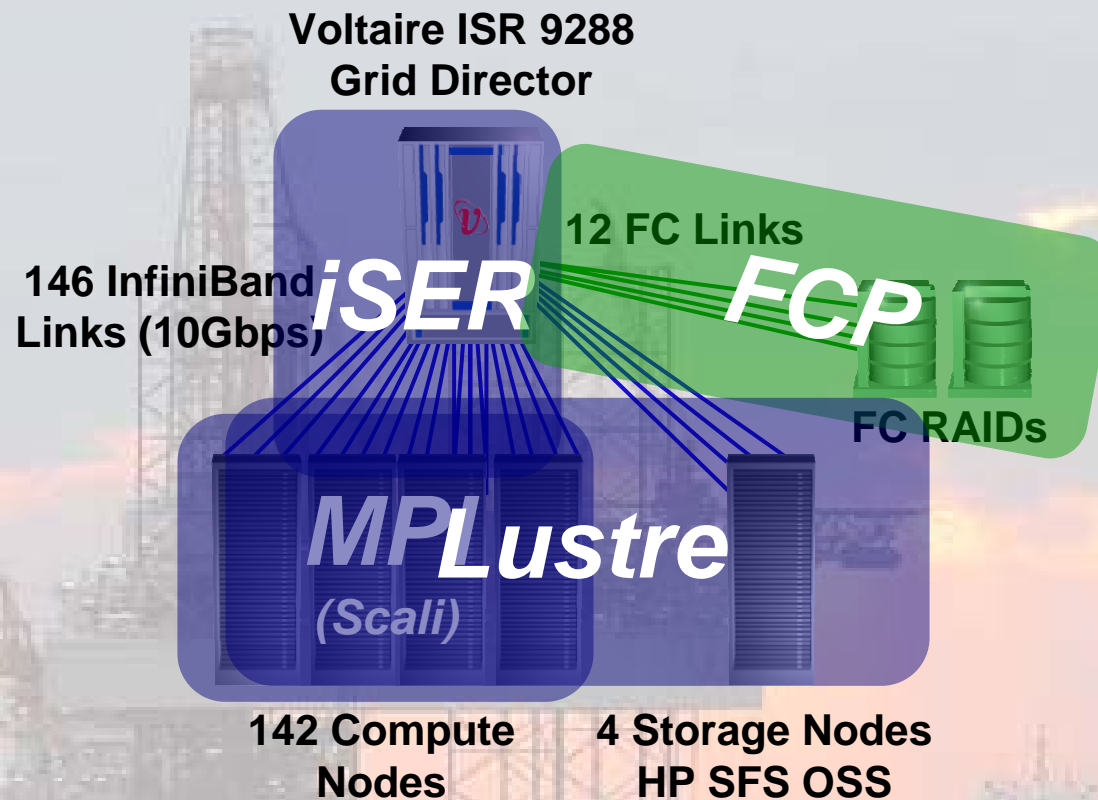 Voltaire ISR 9288
Grid Director
12 FC Links
146 InfiniBand
Links (10Gbps)
iSER
FCP
FC RAIDs
MPI
Lustre
(Scali)
142 Compute
Nodes
4 Storage Nodes
HP SFS OSS